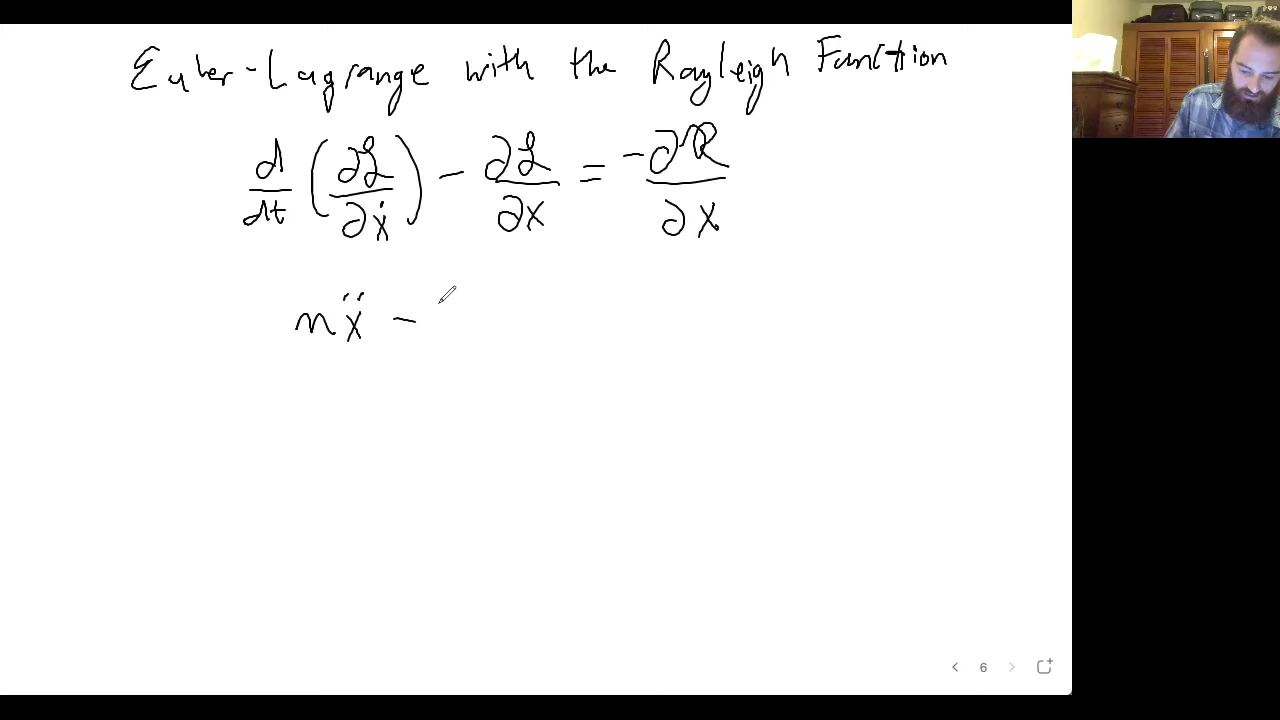 Euler-Lagrange with the Rayleigh Function
d/dt (∂ℒ/∂ẋ) - ∂ℒ/∂x = -∂ℛ/∂x
mẍ -
6